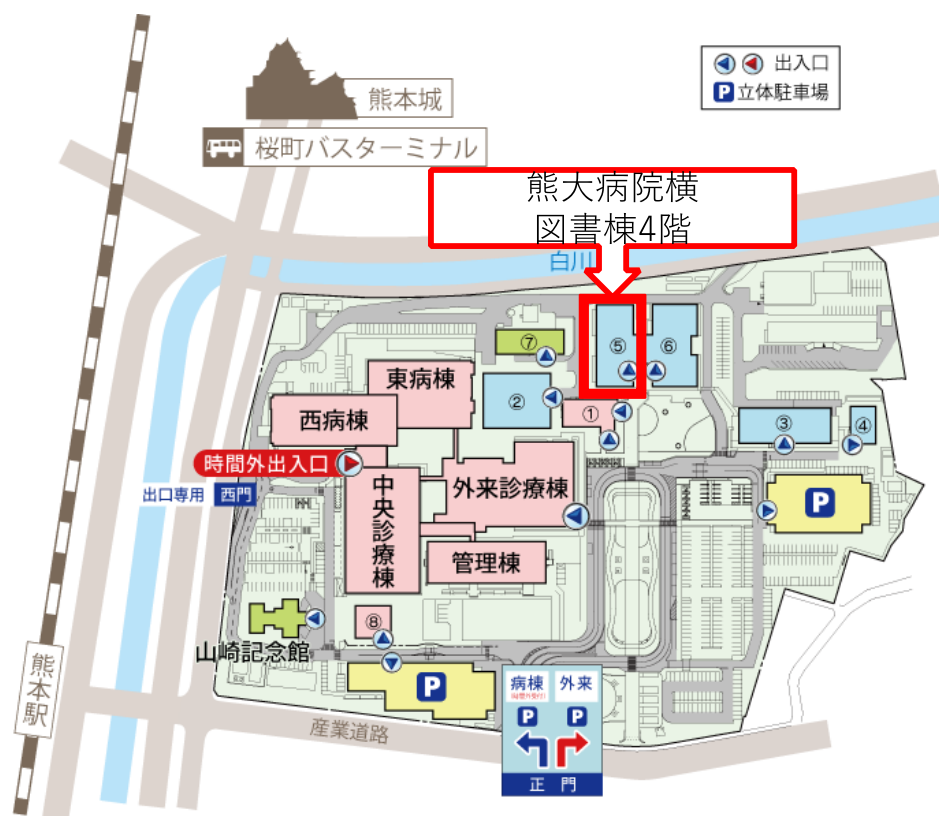 出入口
P 立体駐車場
熊本城
桜町バスターミナル
熊大病院横
図書棟4階
白川
⑦
⑤
⑥
東病棟
②
①
西病棟
③
④
時間外出入口
外来診療棟
中央診療棟
出口専用 西門
P
管理棟
⑧
山崎記念館
熊本駅
P
病棟 外来
P P
産業道路
正門